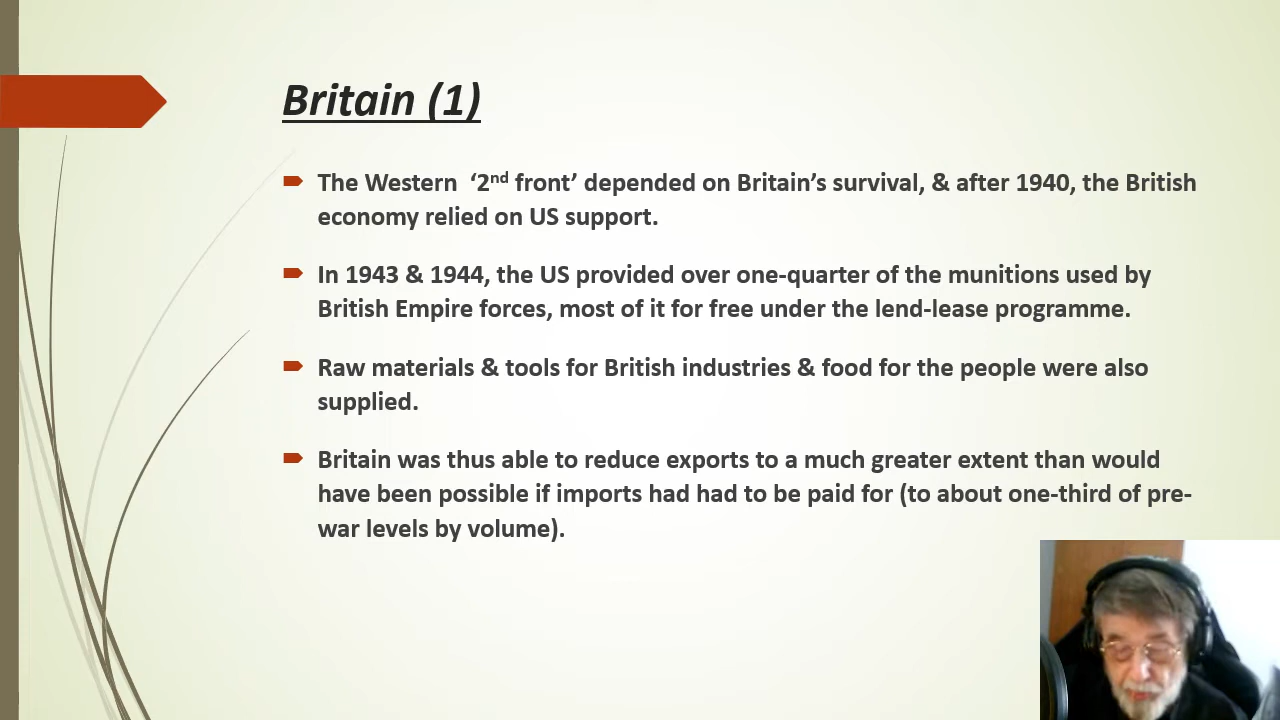 Britain (1)
The Western ‘2nd front’ depended on Britain’s survival, & after 1940, the British
economy relied on US support.
In 1943 & 1944, the US provided over one-quarter of the munitions used by
British Empire forces, most of it for free under the lend-lease programme.
Raw materials & tools for British industries & food for the people were also
supplied.
Britain was thus able to reduce exports to a much greater extent than would
have been possible if imports had had to be paid for (to about one-third of pre-
war levels by volume).